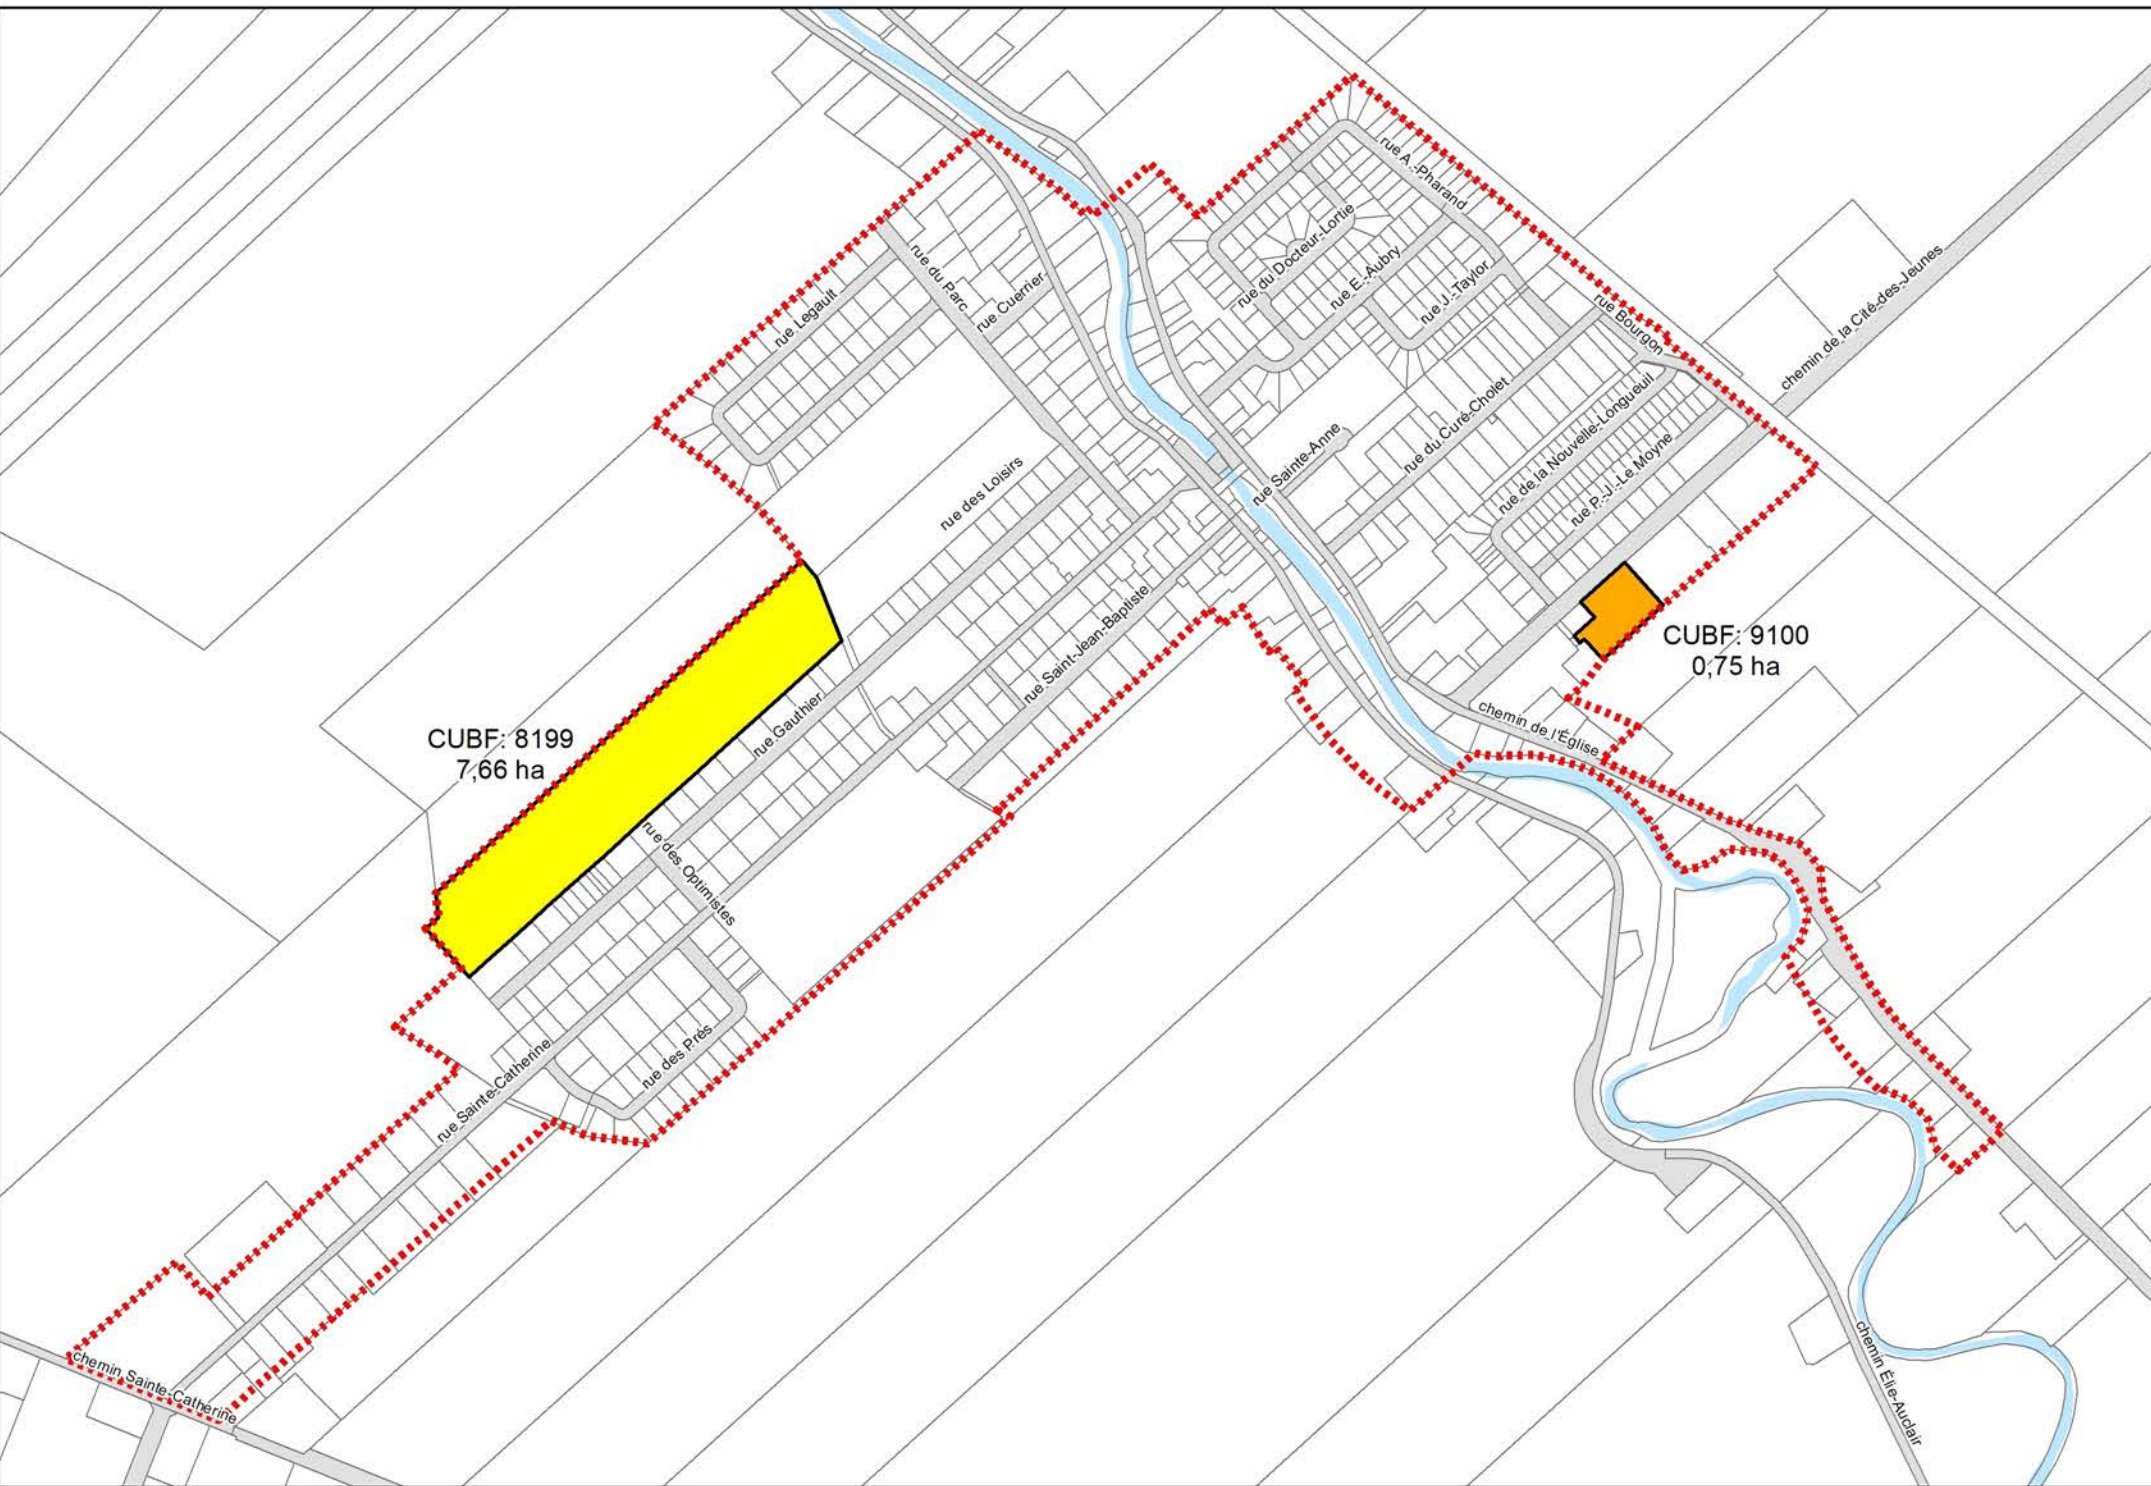 rue A.-Pharand
rue du Docteur-Lortie
rue E.-Aubry
rue J.-Taylor
rue du Parc
rue Cuerrier
rue Legault
rue Bourgon
chemin de la Cité-des-Jeunes
rue du Curé-Cholet
rue de la Nouvelle-Longueuil
rue P.-J.-Le Moyne
rue Sainte-Anne
rue des Loisirs
rue Saint-Jean-Baptiste
CUBF: 9100
0,75 ha
rue Gauthier
chemin de l'Église
CUBF: 8199
7,66 ha
rue des Optimistes
rue des Prés
rue Sainte-Catherine
chemin Sainte-Catherine
chemin Élie-Auclair